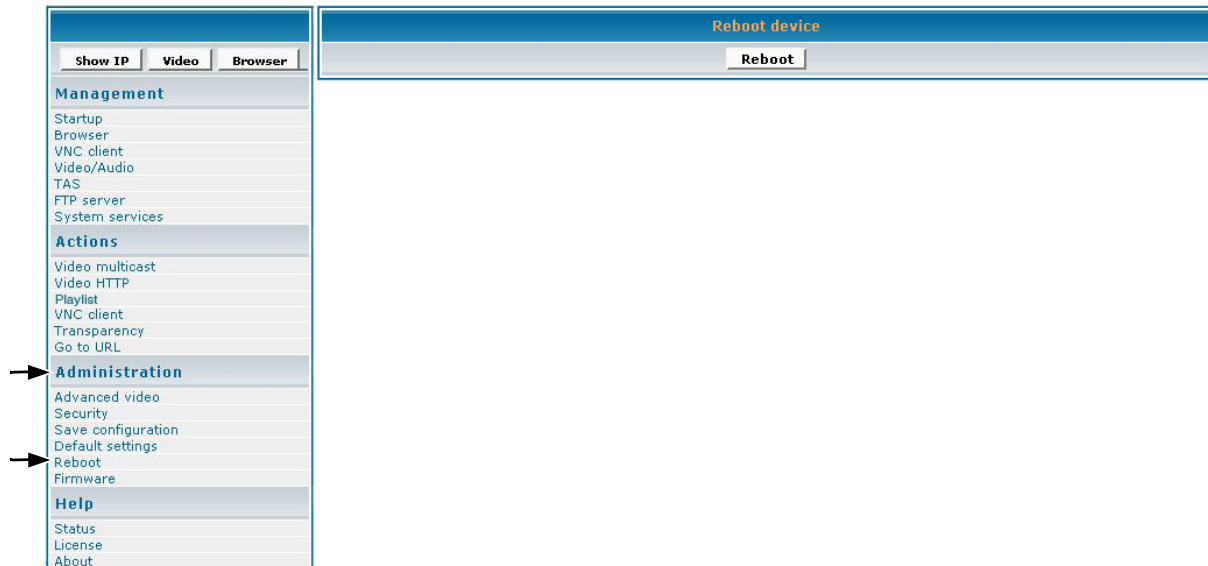 Reboot device
Reboot
Show IP Video Browser
Management
Startup
Browser
VNC client
Video/Audio
TAS
FTP server
System services
Actions
Video multicast
Video HTTP
Playlist
VNC client
Transparency
Go to URL
Administration
Advanced video
Security
Save configuration
Default settings
Reboot
Firmware
Help
Status
License
About